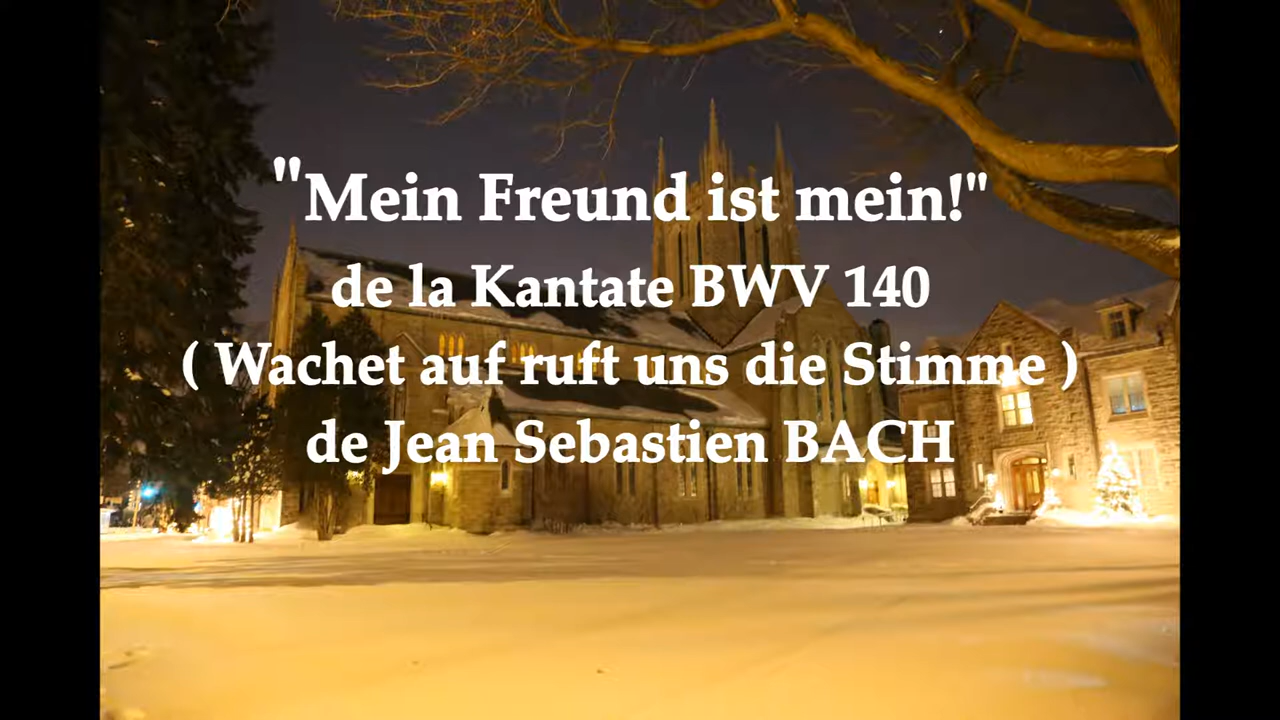 "Mein Freund ist mein!"
de la Kantate BWV 140
( Wachet auf ruft uns die Stimme )
de Jean Sebastien BACH